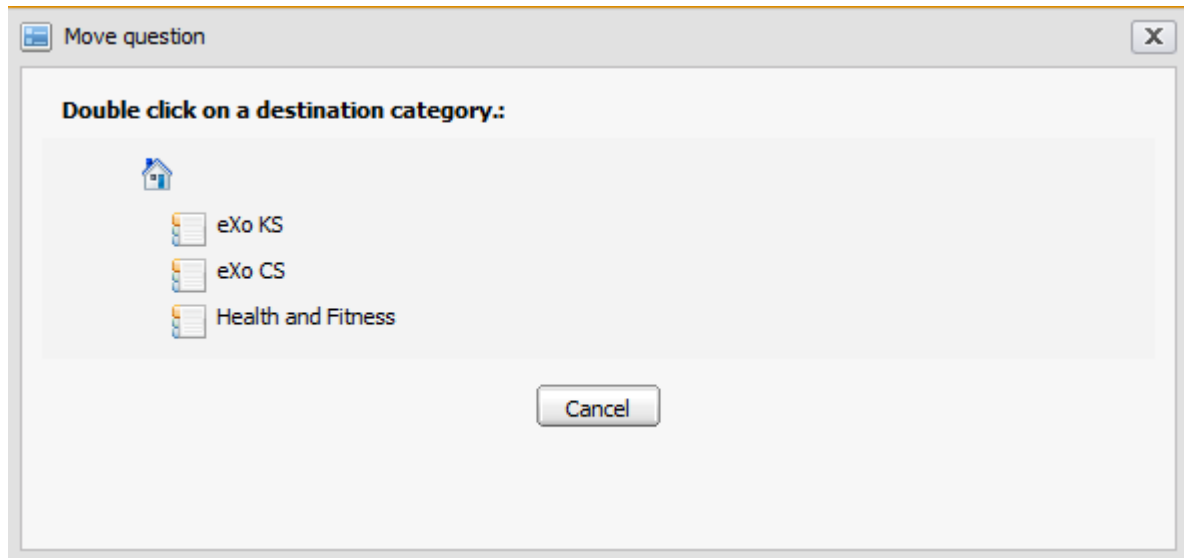 Move question
X
Double click on a destination category.:
eXo KS
eXo CS
Health and Fitness
Cancel